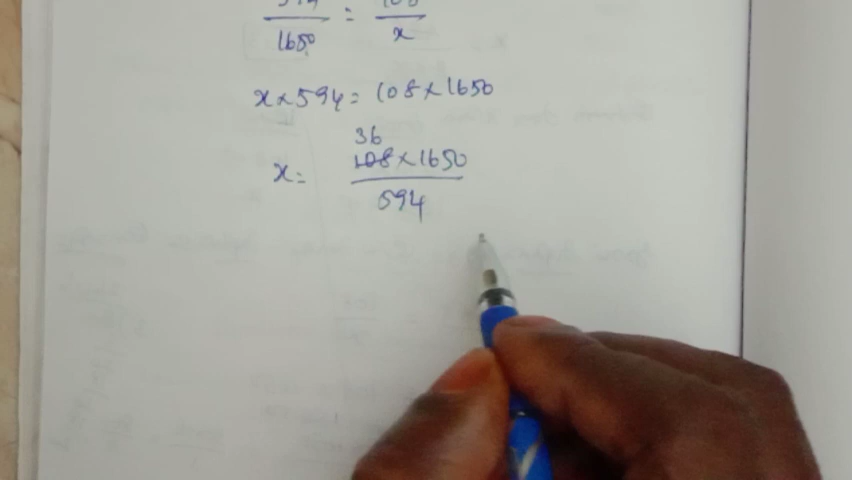 1650 = x
x × 594 = 108 × 1650
36
x = 108 × 1650
594